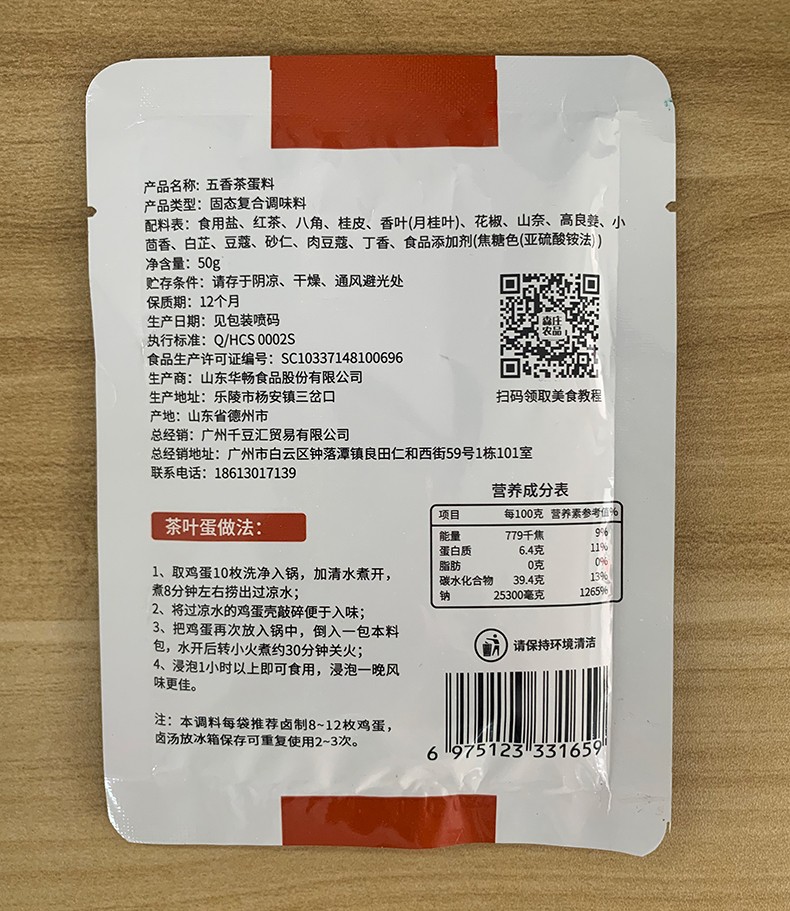 产品名称：五香茶蛋料
产品类型：固态复合调味料
配料表：食用盐、红茶、八角、桂皮、香叶(月桂叶)、花椒、山奈、高良姜、小
茴香、白芷、豆蔻、砂仁、肉豆蔻、丁香、食品添加剂(焦糖色(亚硫酸铵法))
净含量：50g
贮存条件：请存于阴凉、干燥、通风避光处
保质期：12个月
生产日期：见包装喷码
执行标准：Q/HCS 0002S
食品生产许可证编号：SC10337148100696
生产商：山东华畅食品股份有限公司
生产地址：乐陵市杨安镇三岔口
产地：山东省德州市
总经销：广州千豆汇贸易有限公司
总经销地址：广州市白云区钟落潭镇良田仁和西街59号1栋101室
联系电话：18613017139
森庄
农品
扫码领取美食教程
茶叶蛋做法：
1、取鸡蛋10枚洗净入锅，加清水煮开，
煮8分钟左右捞出过凉水；
2、将过凉水的鸡蛋壳敲碎便于入味；
3、把鸡蛋再次放入锅中，倒入一包本料
包，水开后转小火煮约30分钟关火；
4、浸泡1小时以上即可食用，浸泡一晚风
味更佳。
注：本调料每袋推荐卤制8~12枚鸡蛋，
卤汤放冰箱保存可重复使用2~3次。
营养成分表
项目 每100克 营养素参考值%
能量 779千焦 9%
蛋白质 6.4克 11%
脂肪 0克 0%
碳水化合物 39.4克 13%
钠 25300毫克 1265%
请保持环境清洁
6 975123 331659